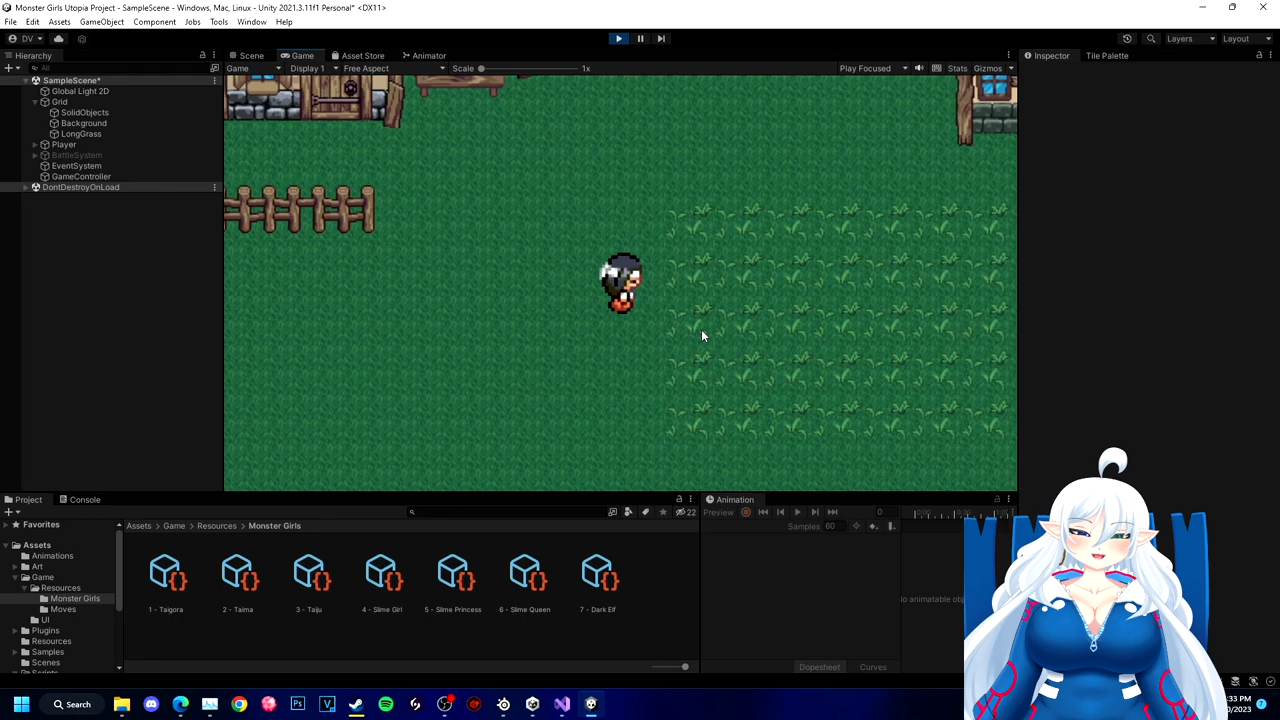 Monster Girls Utopia Project - SampleScene - Windows, Mac, Linux - Unity 2021.3.11f1 Personal* <DX11>
File Edit Assets GameObject Component Jobs Tools Window Help
DV Layers Layout
Hierarchy Scene Game Asset Store Animator Inspector Tile Palette
All Game Display 1 Free Aspect Scale 1x Play Focused Stats Gizmos
SampleScene*
Global Light 2D
Grid
SolidObjects
Background
LongGrass
Player
BattleSystem
EventSystem
GameController
DontDestroyOnLoad
Project Console Animation
22 Preview 0
Favorites Assets > Game > Resources > Monster Girls Samples 60
Assets
Animations
Art
Game
Resources
Monster Girls
Moves
UI
Plugins
Resources
Samples
Scenes
1 - Taigora 2 - Taima 3 - Taiju 4 - Slime Girl 5 - Slime Princess 6 - Slime Queen 7 - Dark Elf
Dopesheet Curves
Search